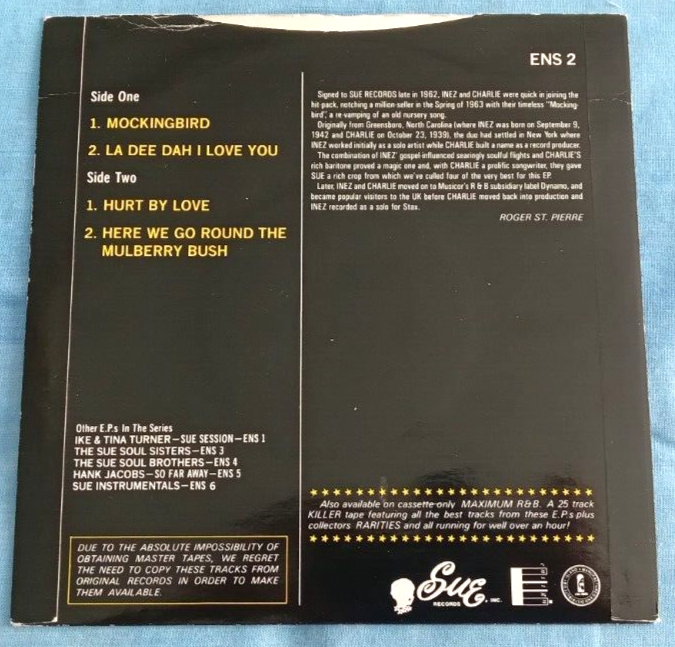 ENS 2
Side One
1. MOCKINGBIRD
2. LA DEE DAH I LOVE YOU
Side Two
1. HURT BY LOVE
2. HERE WE GO ROUND THE
MULBERRY BUSH
Signed to SUE RECORDS late in 1962, INEZ and CHARLIE were quick in joining the
hit-pack, notching a million-seller in the Spring of 1963 with their timeless "Mocking-
bird", a re-vamping of an old nursery song.
Originally from Greensboro, North Carolina (where INEZ was born on September 9,
1942 and CHARLIE on October 23, 1939), the duo had settled in New York where
INEZ worked initially as a solo artist while CHARLIE built a name as a record producer.
The combination of INEZ' gospel-influenced searingly soulful flights and CHARLIE'S
rich baritone proved a magic one and, with CHARLIE a prolific songwriter, they gave
SUE a rich crop from which we've culled four of the very best for this EP.
Later, INEZ and CHARLIE moved on to Musicor's R & B subsidiary label Dynamo, and
became popular visitors to the UK before CHARLIE moved back into production and
INEZ recorded as a solo for Stax.
ROGER ST. PIERRE
Other E.P.s In The Series
IKE & TINA TURNER—SUE SESSION—ENS 1
THE SUE SOUL SISTERS—ENS 3
THE SUE SOUL BROTHERS—ENS 4
HANK JACOBS—SO FAR AWAY—ENS 5
SUE INSTRUMENTALS—ENS 6
DUE TO THE ABSOLUTE IMPOSSIBILITY OF
OBTAINING MASTER TAPES, WE REGRET
THE NEED TO COPY THESE TRACKS FROM
ORIGINAL RECORDS IN ORDER TO MAKE
THEM AVAILABLE.
Also available on cassette only MAXIMUM R&B. A 25 track
KILLER tape featuring all the best tracks from these E.P.s plus
collectors RARITIES and all running for well over an hour!
Sue
RECORDS, INC.